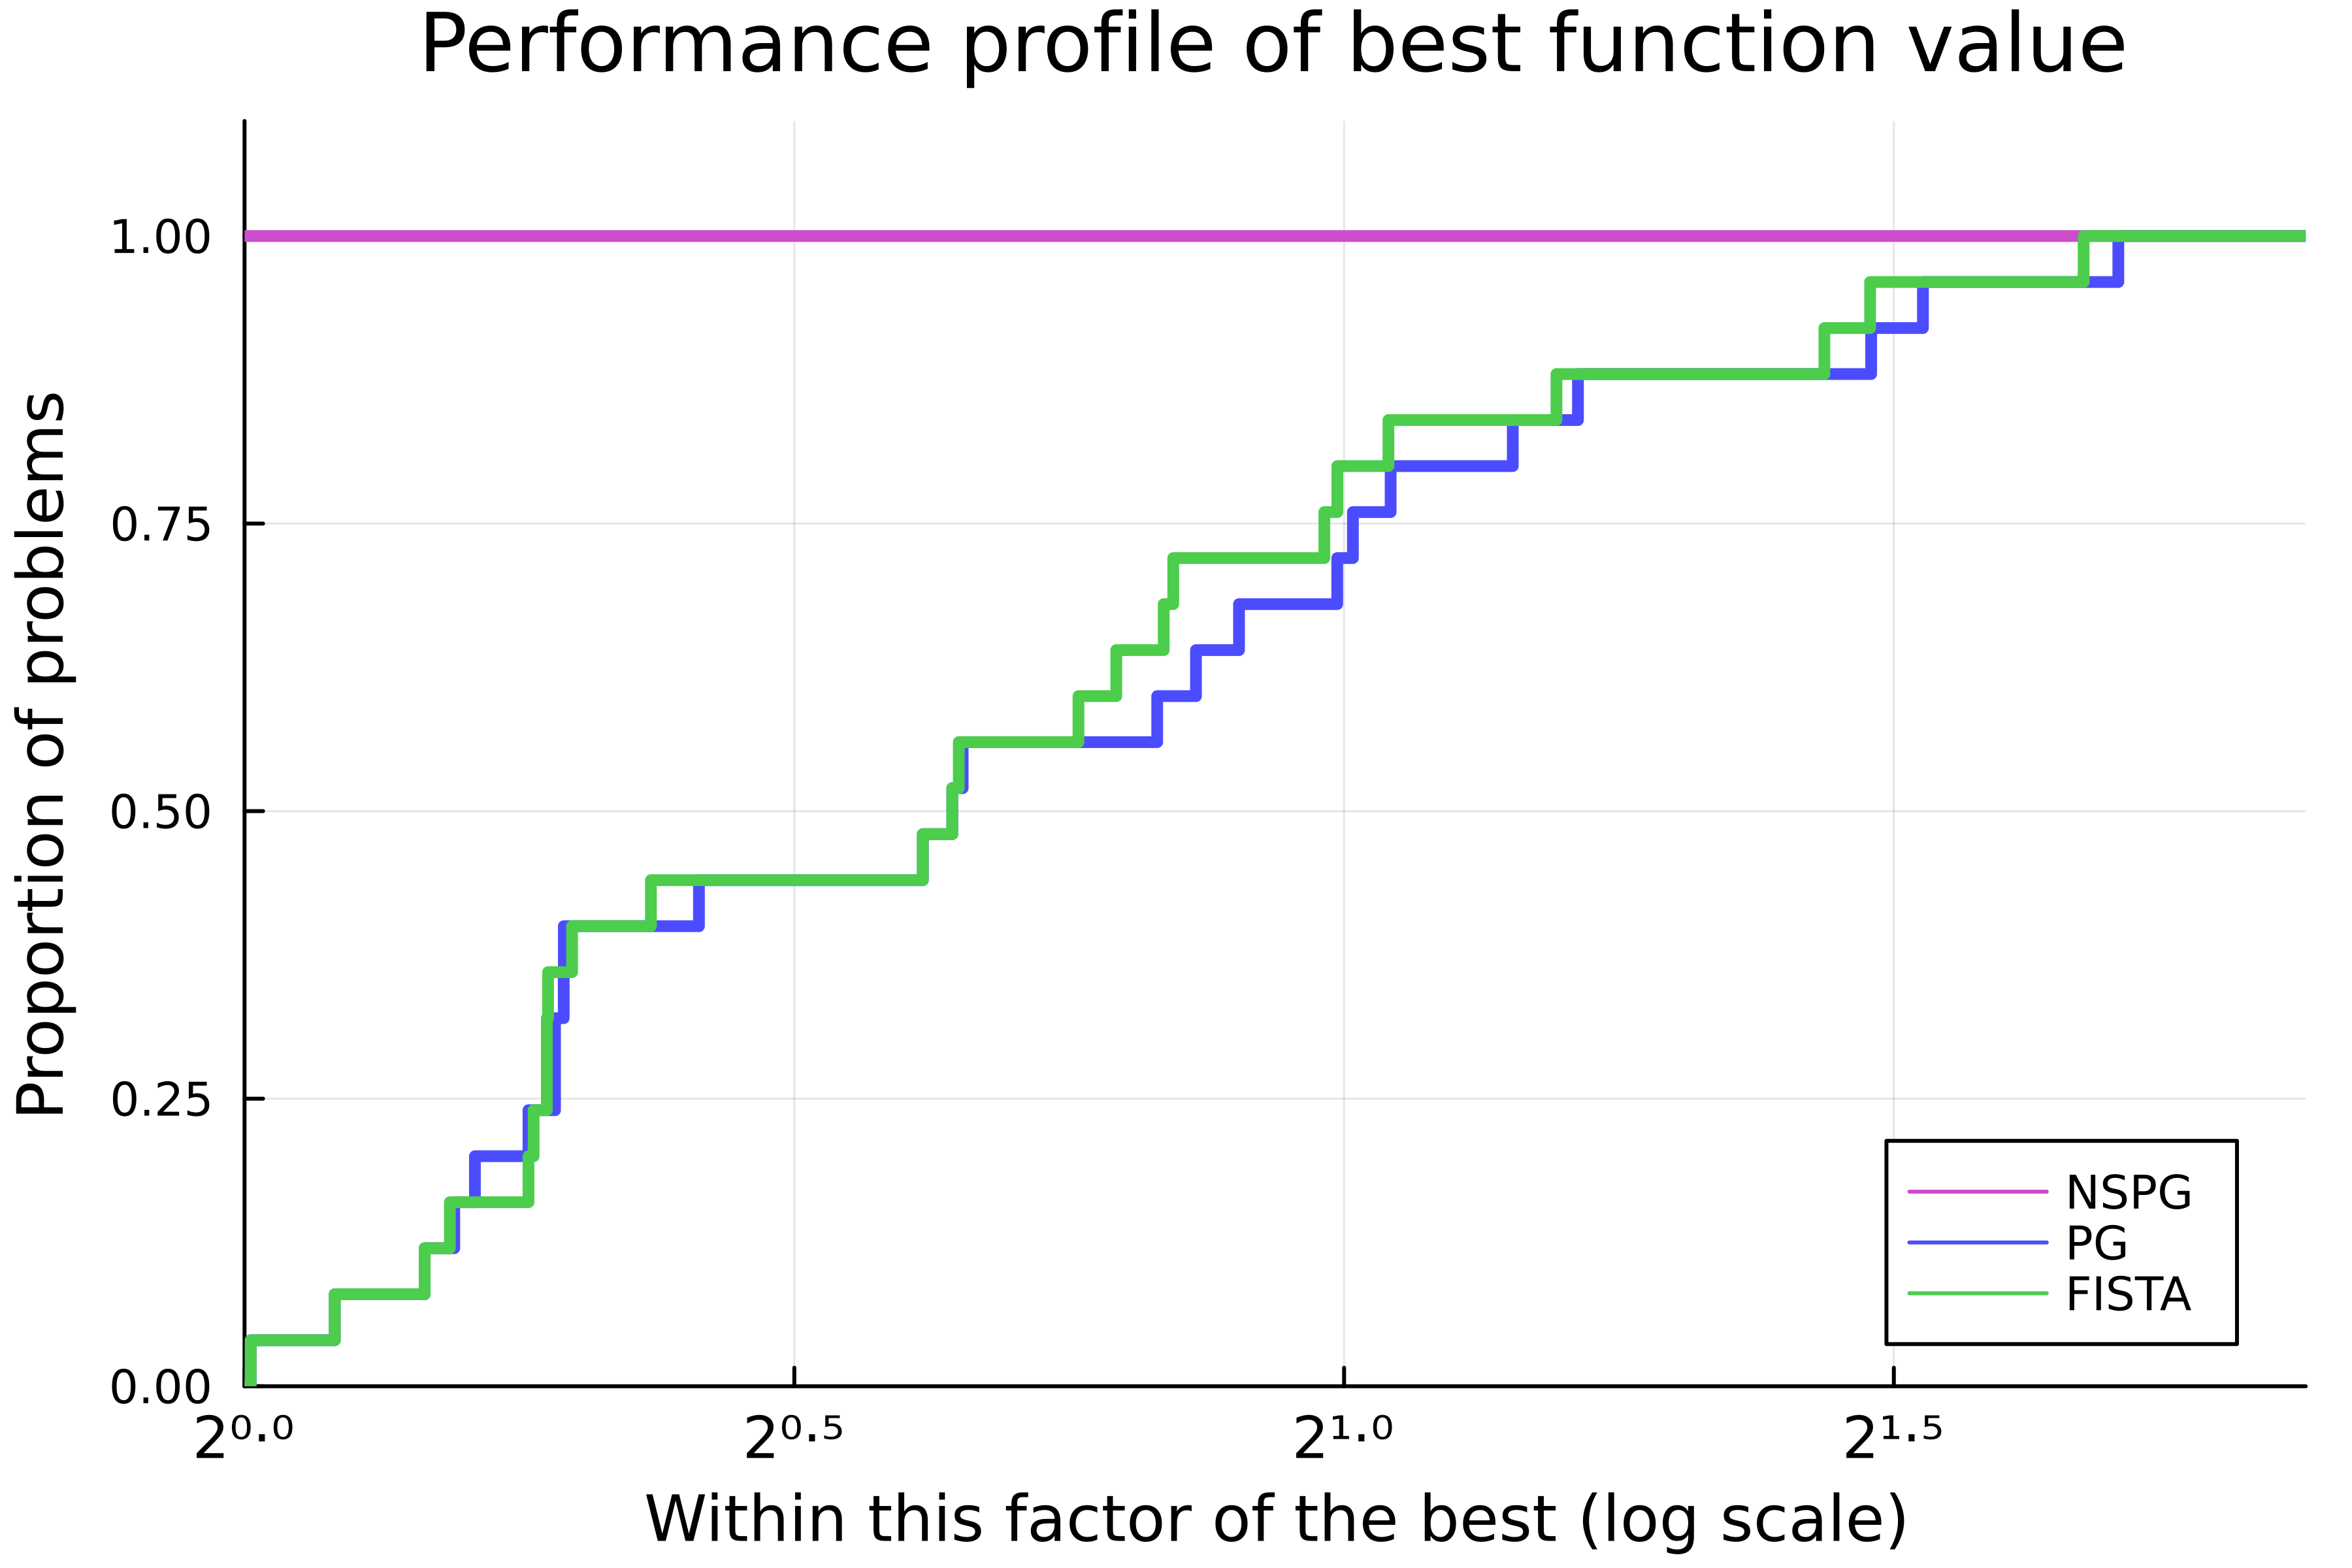 Performance profile of best function value
Proportion of problems
1.00
0.75
0.50
0.25
0.00
2⁰·⁰
2⁰·⁵
2¹·⁰
2¹·⁵
Within this factor of the best (log scale)
NSPG
PG
FISTA